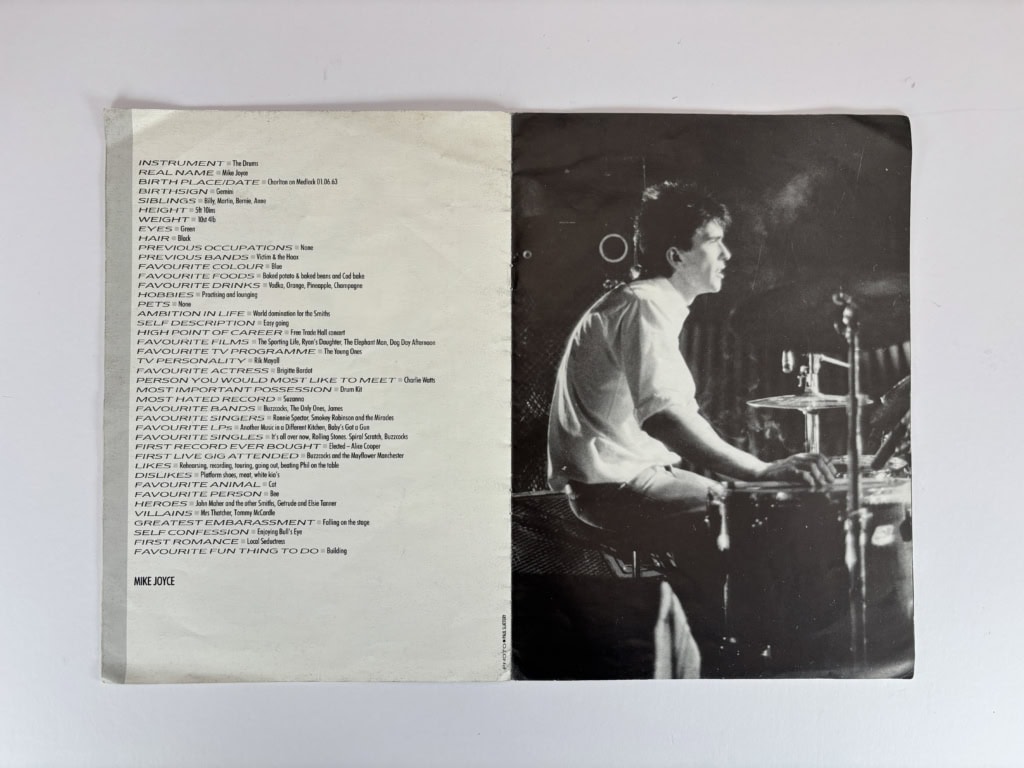 INSTRUMENT ■ The Drums
REAL NAME ■ Mike Joyce
BIRTH PLACE/DATE ■ Chorlton on Medlock 01.06.63
BIRTHSIGN ■ Gemini
SIBLINGS ■ Billy, Martin, Bernie, Anne
HEIGHT ■ 5ft 10ins
WEIGHT ■ 10st 4lb
EYES ■ Green
HAIR ■ Black
PREVIOUS OCCUPATIONS ■ None
PREVIOUS BANDS ■ Victim & the Hoax
FAVOURITE COLOUR ■ Blue
FAVOURITE FOODS ■ Baked potato & baked beans and Cod bake
FAVOURITE DRINKS ■ Vodka, Orange, Pineapple, Champagne
HOBBIES ■ Practising and lounging
PETS ■ None
AMBITION IN LIFE ■ World domination for the Smiths
SELF DESCRIPTION ■ Easy going
HIGH POINT OF CAREER ■ Free Trade Hall concert
FAVOURITE FILMS ■ The Sporting Life, Ryan's Daughter, The Elephant Man, Dog Day Afternoon
FAVOURITE TV PROGRAMME ■ The Young Ones
TV PERSONALITY ■ Rik Mayall
FAVOURITE ACTRESS ■ Brigitte Bardot
PERSON YOU WOULD MOST LIKE TO MEET ■ Charlie Watts
MOST IMPORTANT POSSESSION ■ Drum Kit
MOST HATED RECORD ■ Suzanna
FAVOURITE BANDS ■ Buzzcocks, The Only Ones, James
FAVOURITE SINGERS ■ Ronnie Spector, Smokey Robinson and the Miracles
FAVOURITE LPs ■ Another Music in a Different Kitchen, Baby's Got a Gun
FAVOURITE SINGLES ■ It's all over now, Rolling Stones. Spiral Scratch, Buzzcocks
FIRST RECORD EVER BOUGHT ■ Elected – Alice Cooper
FIRST LIVE GIG ATTENDED ■ Buzzcocks and the Mayflower Manchester
LIKES ■ Rehearsing, recording, touring, going out, beating Phil on the table
DISLIKES ■ Platform shoes, meat, white kio's
FAVOURITE ANIMAL ■ Cat
FAVOURITE PERSON ■ Bee
HEROES ■ John Maher and the other Smiths, Getrude and Elsie Tanner
VILLAINS ■ Mrs Thatcher, Tommy McCardle
GREATEST EMBARASSMENT ■ Falling on the stage
SELF CONFESSION ■ Enjoying Bull's Eye
FIRST ROMANCE ■ Local Seductress
FAVOURITE FUN THING TO DO ■ Building
MIKE JOYCE
PHOTO ■ PAUL SLATTERY